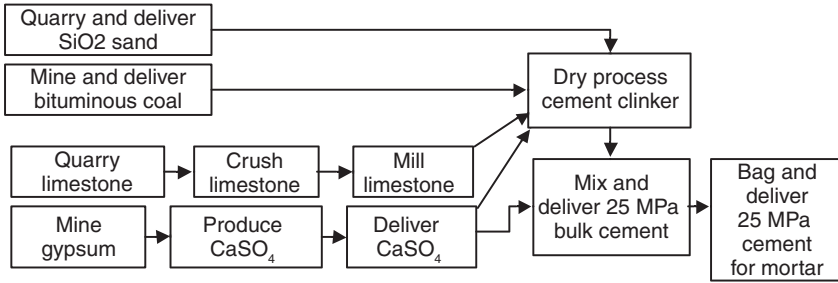 Quarry and deliver
SiO2 sand
Mine and deliver
bituminous coal
Dry process
cement clinker
Quarry
limestone
Crush
limestone
Mill
limestone
Mine
gypsum
Produce
CaSO₄
Deliver
CaSO₄
Mix and
deliver 25 MPa
bulk cement
Bag and
deliver
25 MPa
cement
for mortar